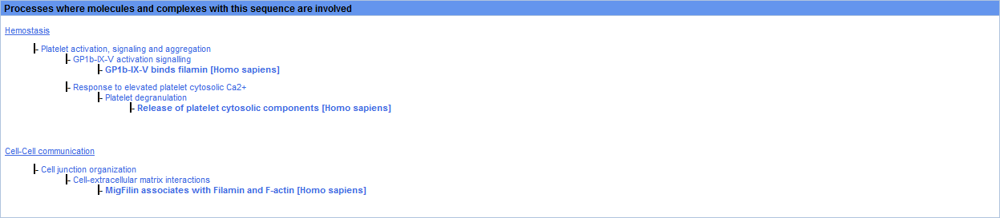 Processes where molecules and complexes with this sequence are involved
Hemostasis
Platelet activation, signaling and aggregation
GP1b-IX-V activation signalling
GP1b-IX-V binds filamin [Homo sapiens]
Response to elevated platelet cytosolic Ca2+
Platelet degranulation
Release of platelet cytosolic components [Homo sapiens]
Cell-Cell communication
Cell junction organization
Cell-extracellular matrix interactions
MigFilin associates with Filamin and F-actin [Homo sapiens]